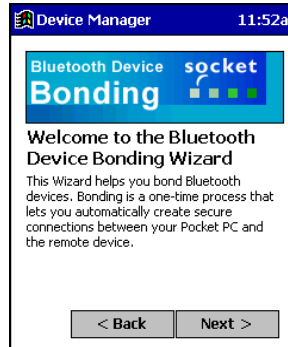 Device Manager 11:52a
Bluetooth Device socket
Bonding
Welcome to the Bluetooth
Device Bonding Wizard
This Wizard helps you bond Bluetooth
devices. Bonding is a one-time process that
lets you automatically create secure
connections between your Pocket PC and
the remote device.
< Back Next >